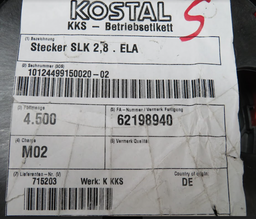 KOSTAL
KKS - Betriebsetikett
S
(1) Bezeichnung
Stecker SLK 2,8 . ELA
(2) Sachnummer (S08)
10124499150020-02
(3) Füllmenge
4.500
(5) FA-Nummer / Vermerk Fertigung
62198940
(4) Charge
M02
(6) Vermerk Qualität
(7) Lieferanten - Nr. (V)
715203
Werk: K KKS
Country of origin:
DE